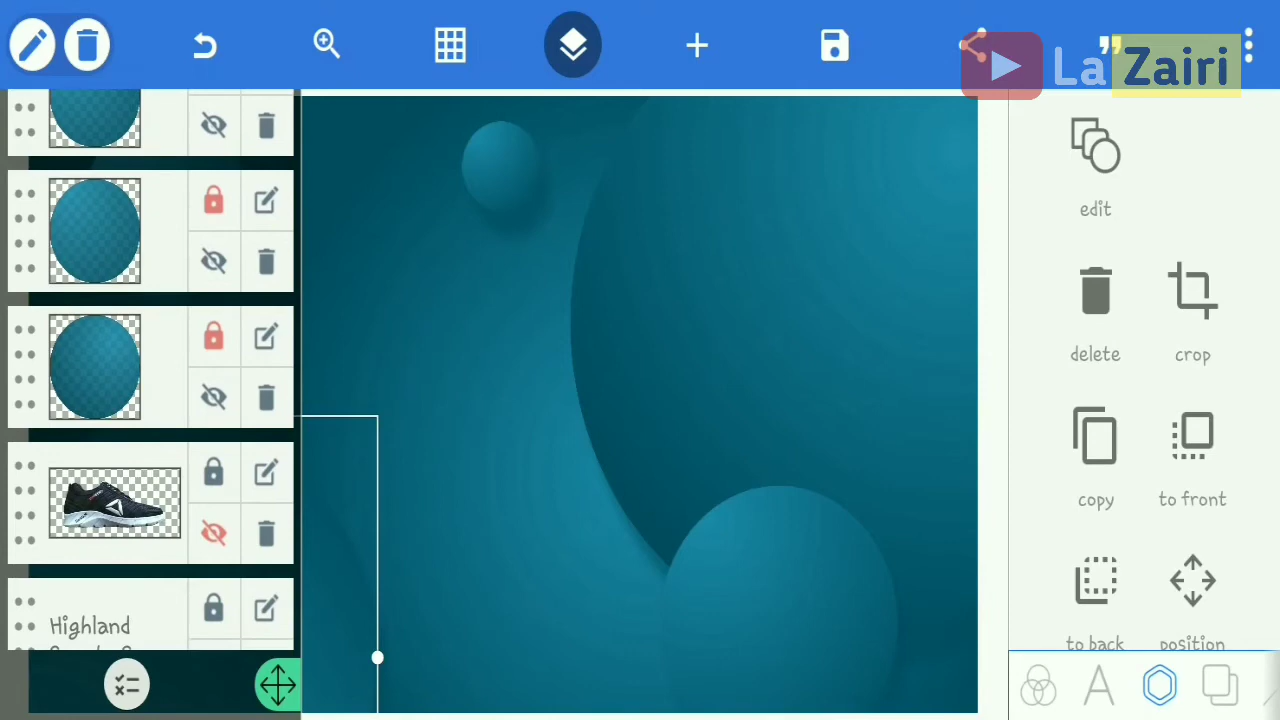 La Zairi
edit
delete
crop
copy
to front
to back
position
Highland